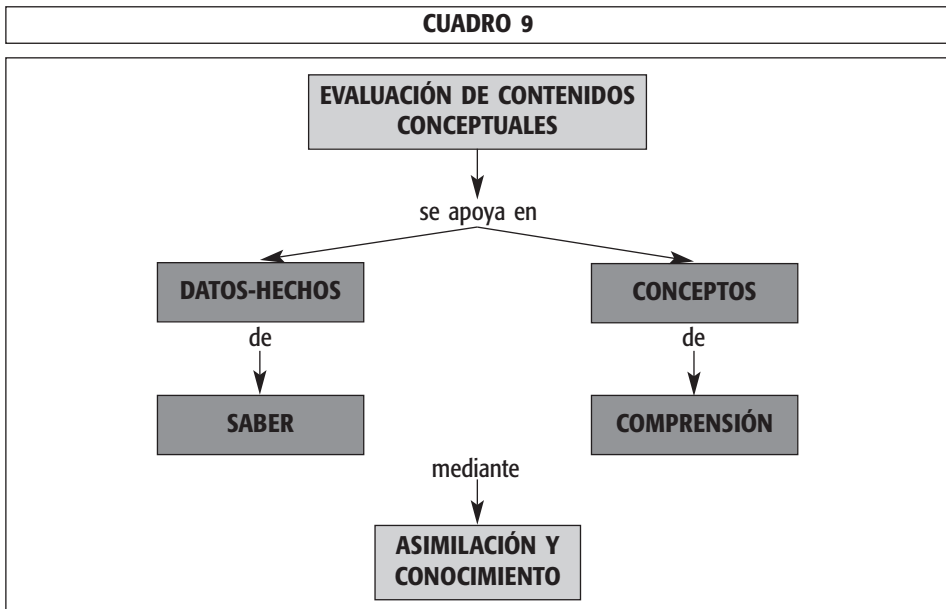 CUADRO 9
EVALUACIÓN DE CONTENIDOS
CONCEPTUALES
se apoya en
DATOS-HECHOS
CONCEPTOS
de
de
SABER
COMPRENSIÓN
mediante
ASIMILACIÓN Y
CONOCIMIENTO